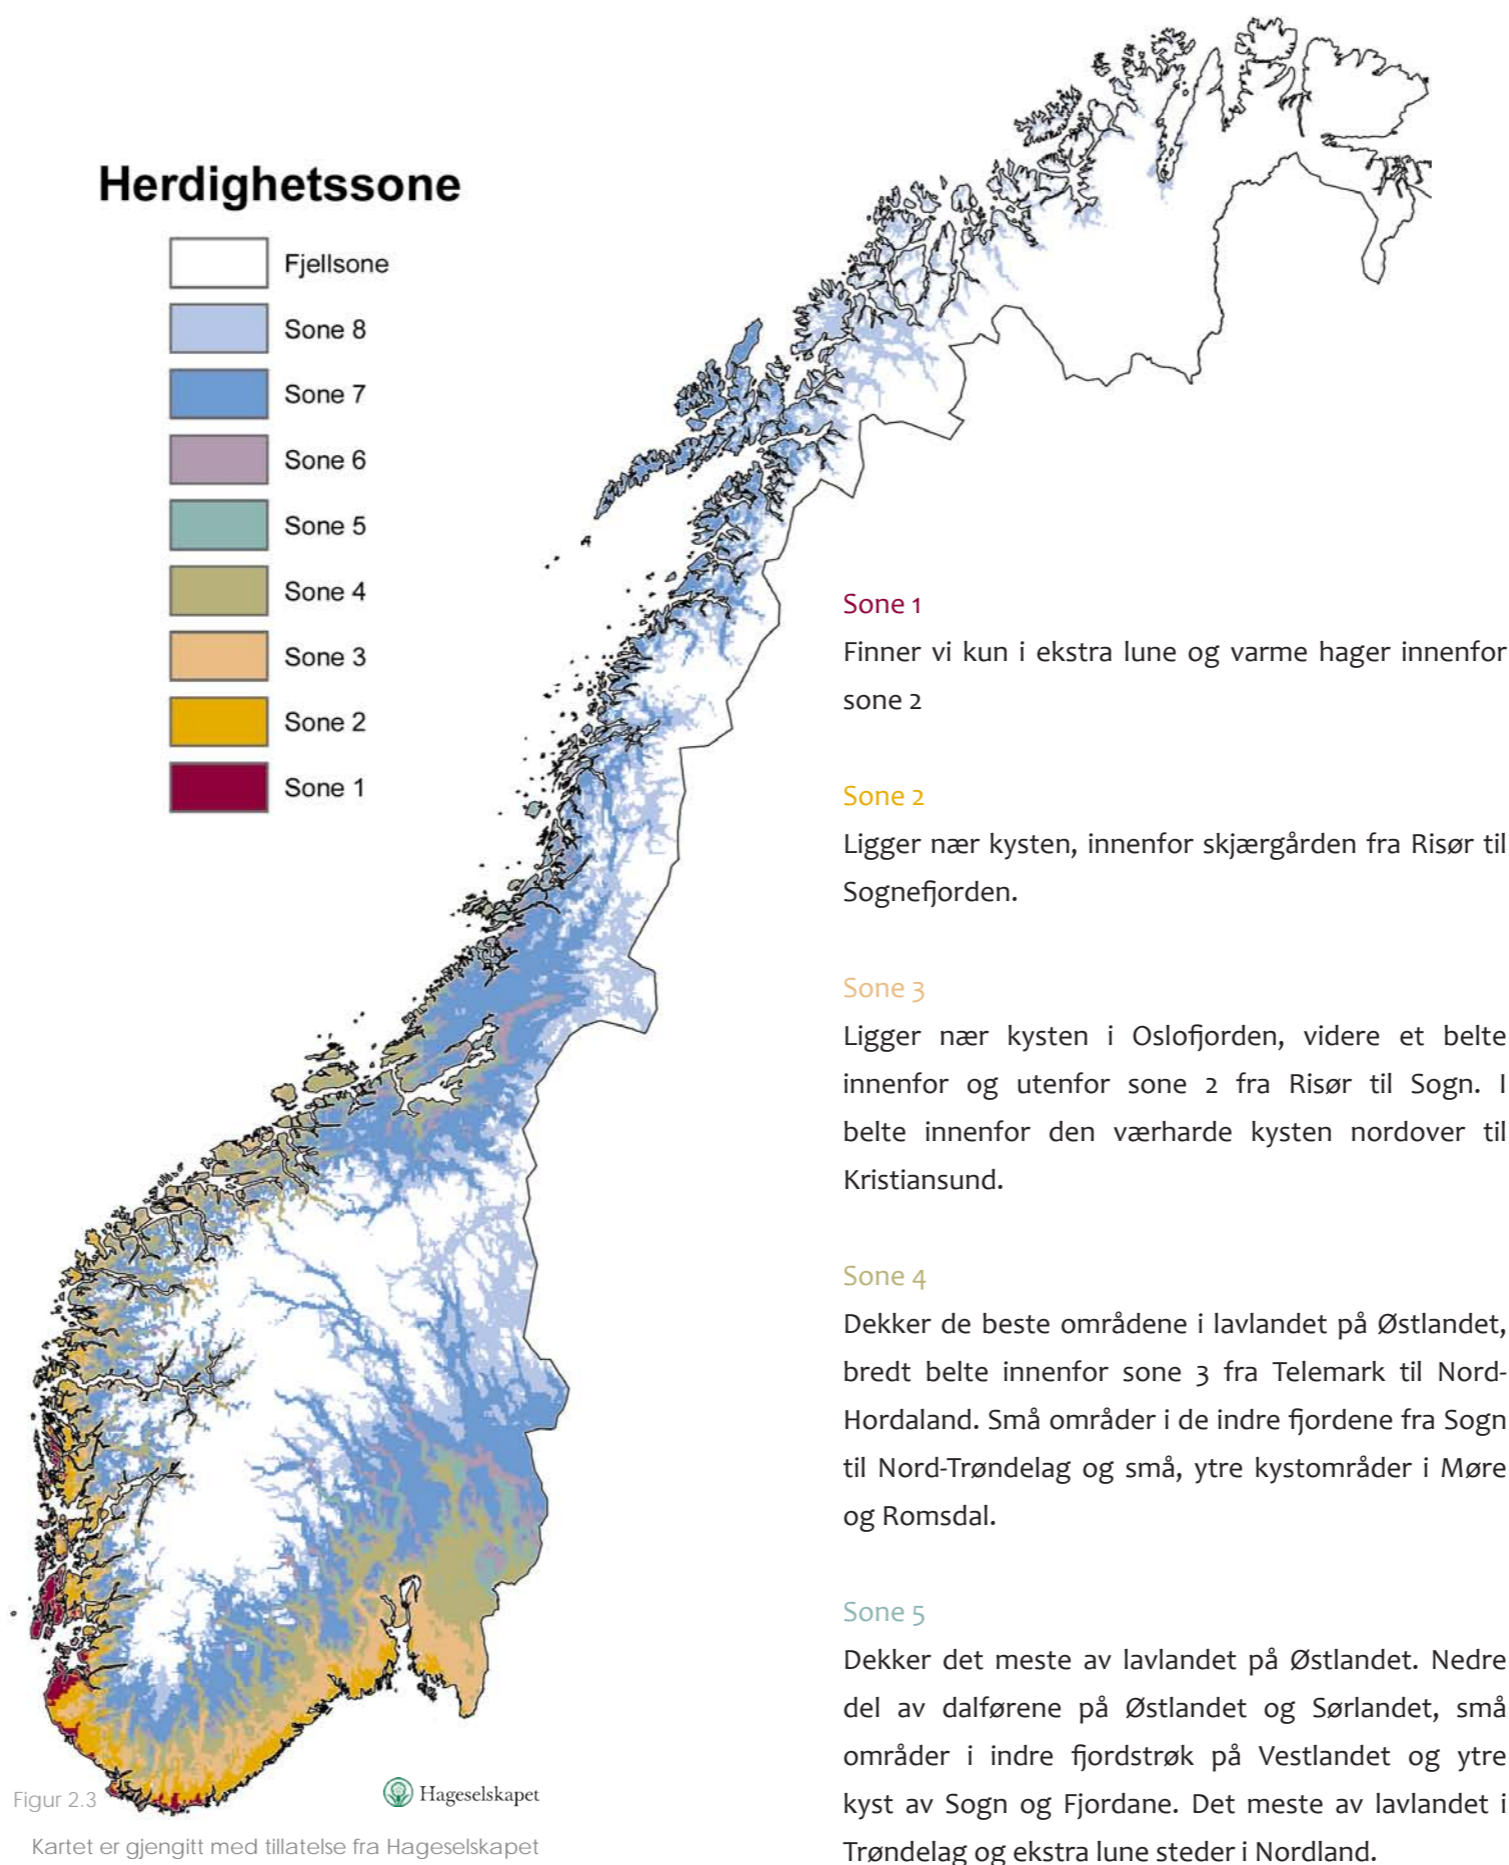 Herdighetssone
Fjellsone
Sone 8
Sone 7
Sone 6
Sone 5
Sone 4
Sone 3
Sone 2
Sone 1
Sone 1
Finner vi kun i ekstra lune og varme hager innenfor
sone 2
Sone 2
Ligger nær kysten, innenfor skjærgården fra Risør til
Sognefjorden.
Sone 3
Ligger nær kysten i Oslofjorden, videre et belte
innenfor og utenfor sone 2 fra Risør til Sogn. I
belte innenfor den værharde kysten nordover til
Kristiansund.
Sone 4
Dekker de beste områdene i lavlandet på Østlandet,
bredt belte innenfor sone 3 fra Telemark til Nord-
Hordaland. Små områder i de indre fjordene fra Sogn
til Nord-Trøndelag og små, ytre kystområder i Møre
og Romsdal.
Sone 5
Dekker det meste av lavlandet på Østlandet. Nedre
del av dalførene på Østlandet og Sørlandet, små
områder i indre fjordstrøk på Vestlandet og ytre
kyst av Sogn og Fjordane. Det meste av lavlandet i
Trøndelag og ekstra lune steder i Nordland.
Figur 2.3
Hageselskapet
Kartet er gjengitt med tillatelse fra Hageselskapet